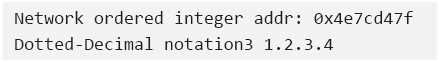 Network ordered integer addr: 0x4e7cd47f
Dotted-Decimal notation3 1.2.3.4